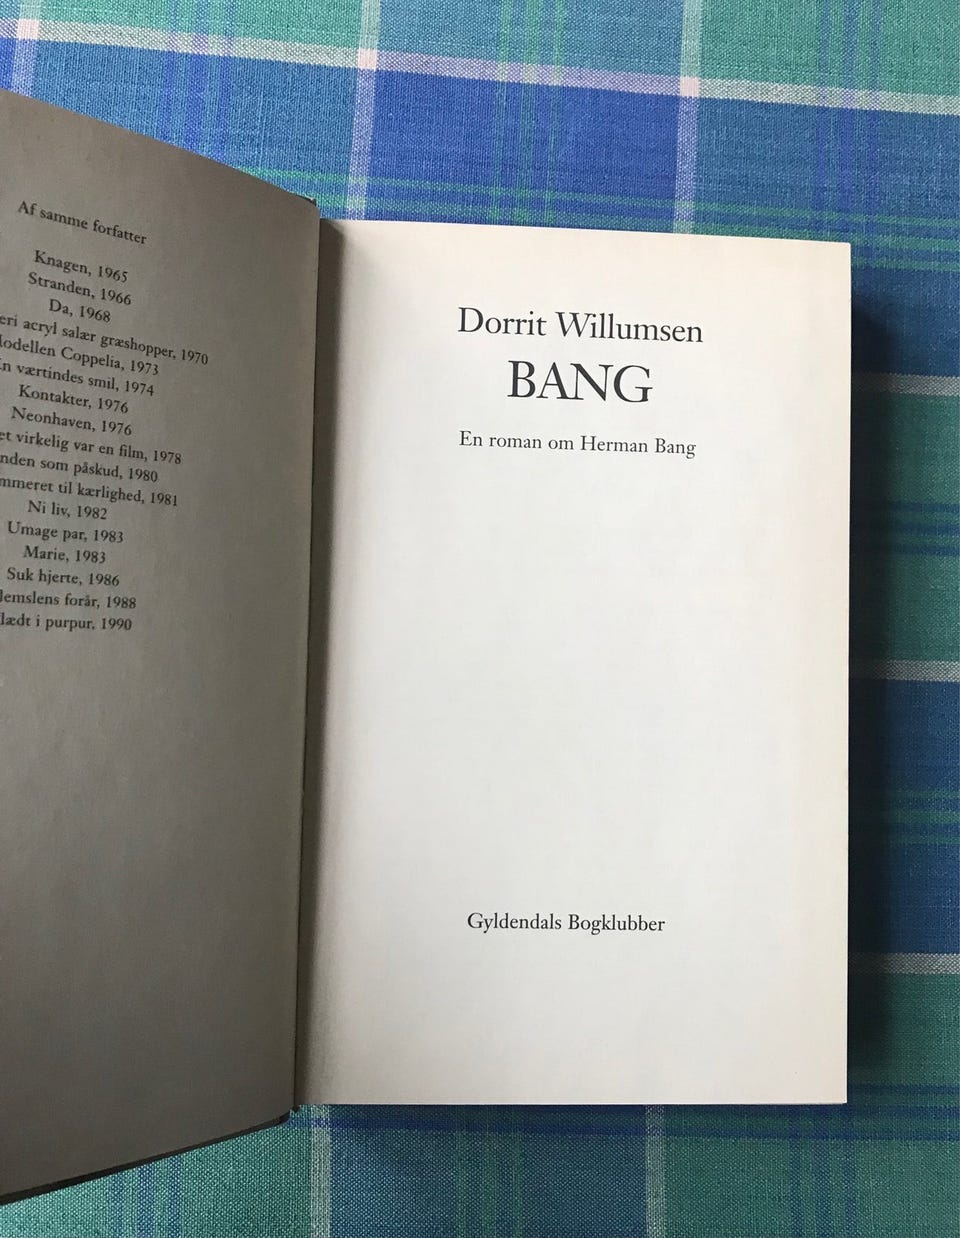 Af samme forfatter
Knagen, 1965
Stranden, 1966
Da, 1968
acryl salær græshopper, 1970
Coppelia, 1973
værtindes smil, 1974
Kontakter, 1976
Neonhaven, 1976
virkelig var en film, 1978
som påskud, 1980
til kærlighed, 1981
Ni liv, 1982
Umage par, 1983
Marie, 1983
Suk hjerte, 1986
forår, 1988
i purpur, 1990
Dorrit Willumsen
BANG
En roman om Herman Bang
Gyldendals Bogklubber